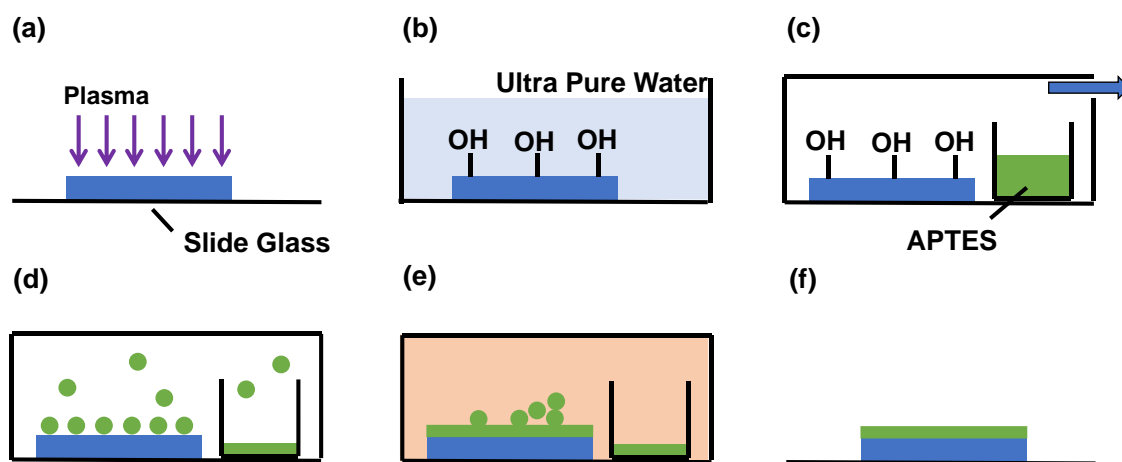 (a)
Plasma
Slide Glass
(b)
Ultra Pure Water
OH
OH
OH
(c)
OH
OH
OH
APTES
(d)
(e)
(f)